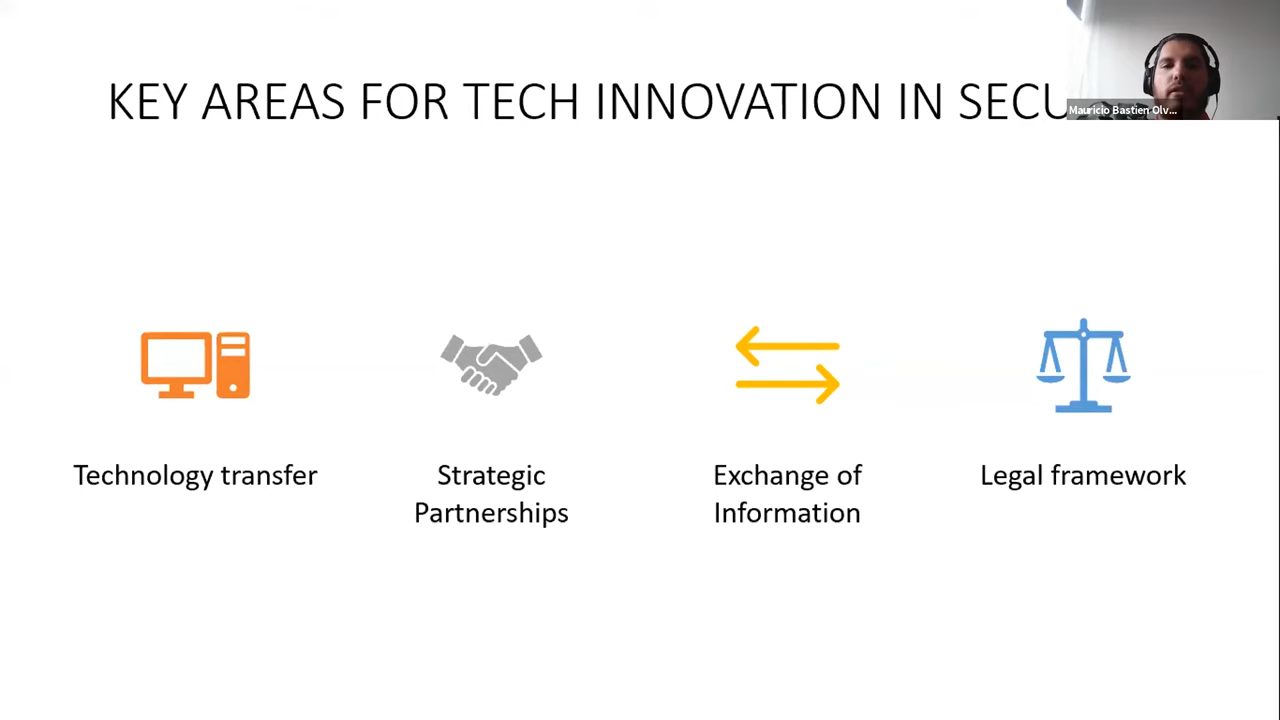 KEY AREAS FOR TECH INNOVATION IN SECU
Mauricio Bastien Olv...
Technology transfer
Strategic
Partnerships
Exchange of
Information
Legal framework